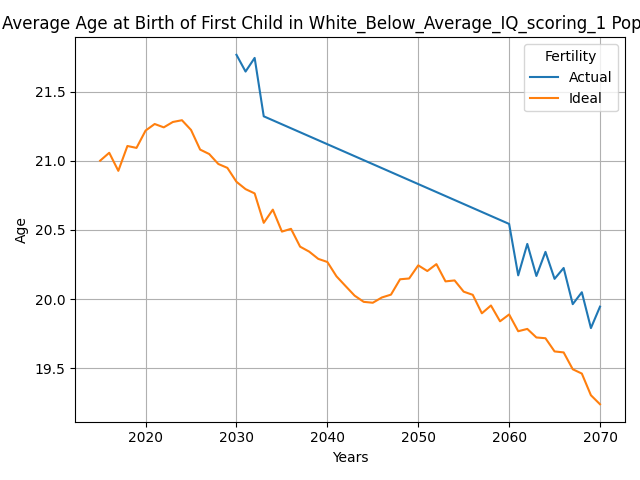 Average Age at Birth of First Child in White_Below_Average_IQ_scoring_1 Pop
Fertility
Actual
Ideal
21.5
21.0
20.5
20.0
19.5
Age
2020 2030 2040 2050 2060 2070
Years